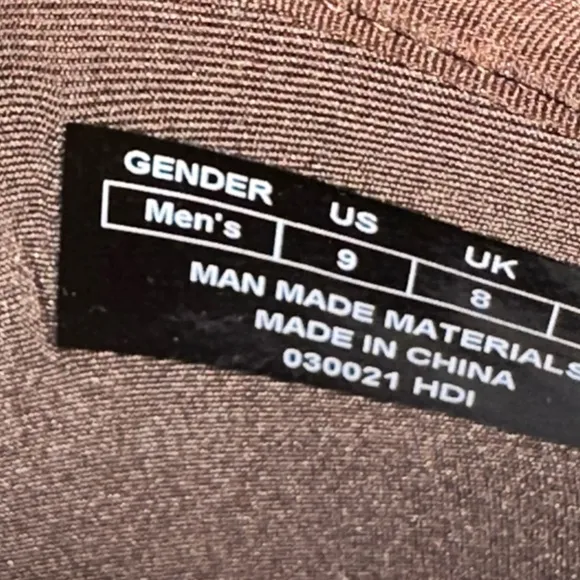 GENDER US UK
Men's 9 8
MAN MADE MATERIALS
MADE IN CHINA
030021 HDI